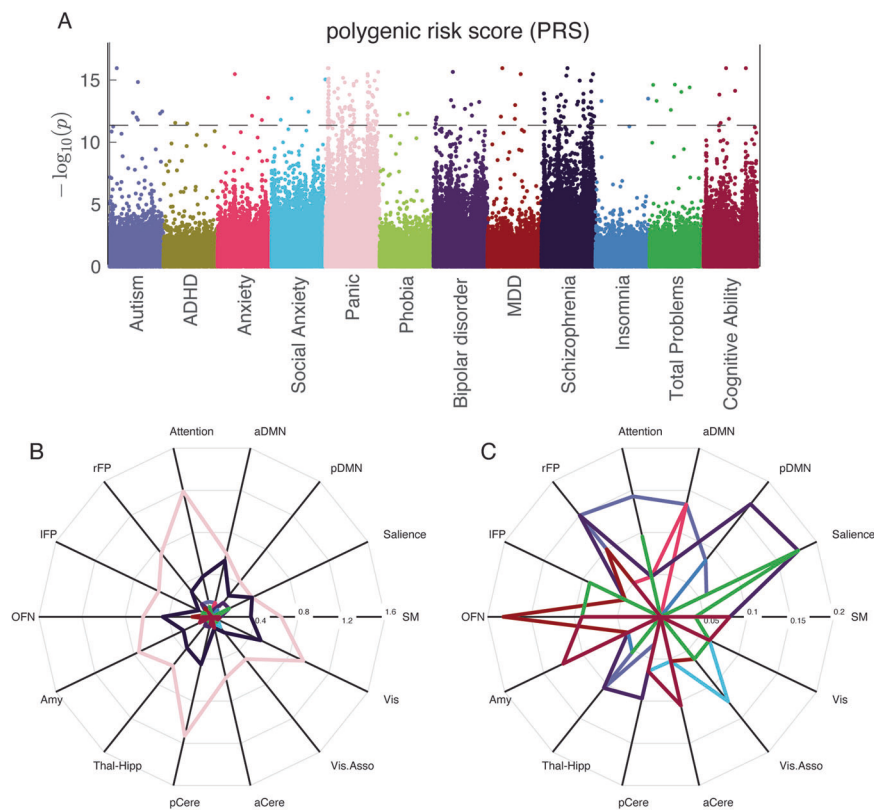 A
polygenic risk score (PRS)
− log₁₀(p)
15
10
5
0
Autism
ADHD
Anxiety
Social Anxiety
Panic
Phobia
Bipolar disorder
MDD
Schizophrenia
Insomnia
Total Problems
Cognitive Ability
B
Attention
aDMN
pDMN
Salience
SM
Vis
Vis.Asso
aCere
pCere
Thal-Hipp
Amy
OFN
lFP
rFP
0.4
0.8
1.2
1.6
C
Attention
aDMN
pDMN
Salience
SM
Vis
Vis.Asso
aCere
pCere
Thal-Hipp
Amy
OFN
lFP
rFP
0.05
0.1
0.15
0.2